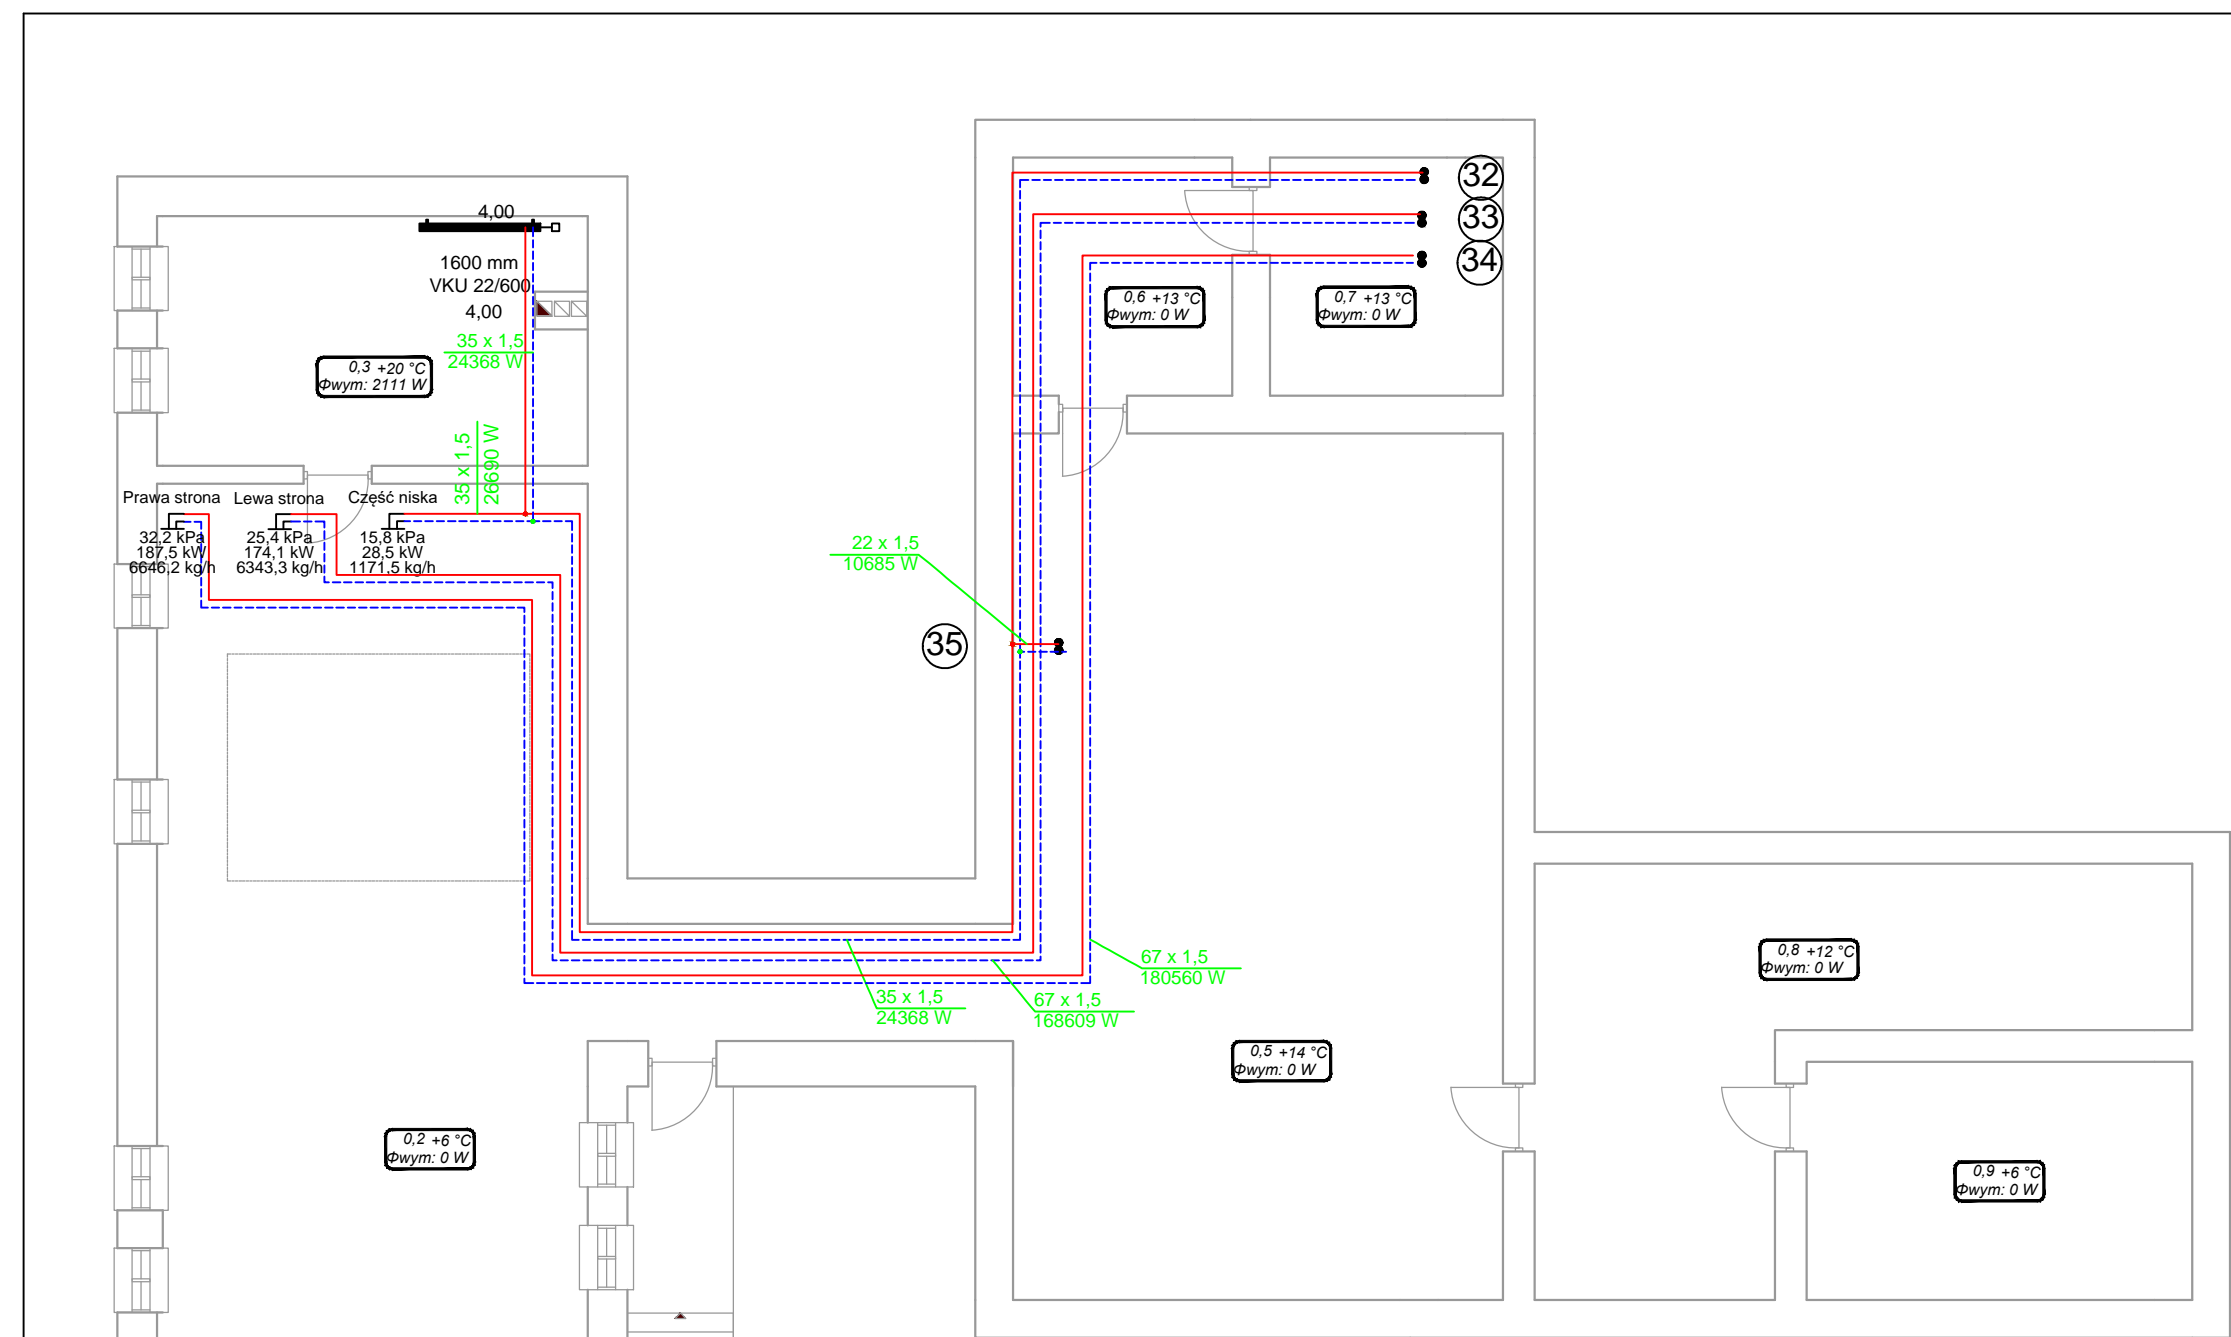 32
33
34
4,00
1600 mm
VKU 22/600
4,00
35 x 1,5
24368 W
0,3 +20 °C
Φwym: 2111 W
0,6 +13 °C
Φwym: 0 W
0,7 +13 °C
Φwym: 0 W
35 x 1,5
26690 W
Prawa strona
32,2 kPa
187,5 kW
6646,2 kg/h
Lewa strona
25,4 kPa
174,1 kW
6343,3 kg/h
Część niska
15,8 kPa
28,5 kW
1171,5 kg/h
22 x 1,5
10685 W
35
67 x 1,5
180560 W
35 x 1,5
24368 W
67 x 1,5
168609 W
0,8 +12 °C
Φwym: 0 W
0,5 +14 °C
Φwym: 0 W
0,2 +6 °C
Φwym: 0 W
0,9 +6 °C
Φwym: 0 W